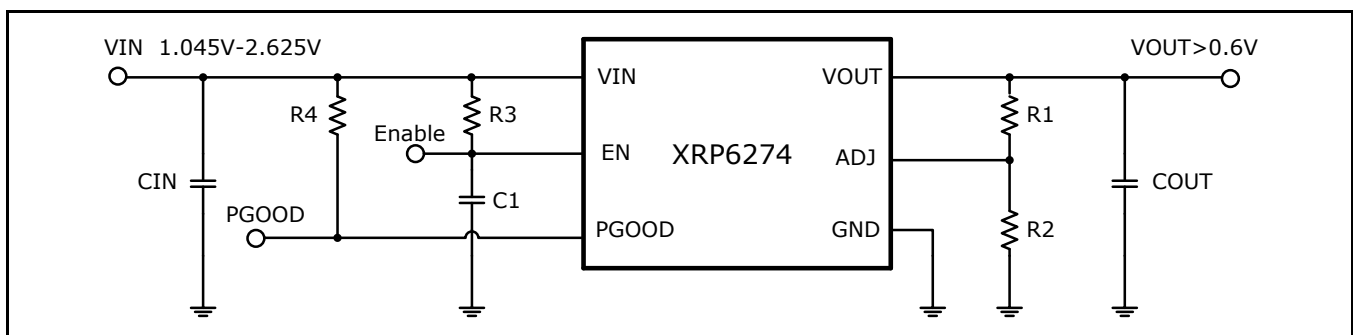 VIN 1.045V-2.625V
VOUT>0.6V
VIN
VOUT
R4
R3
R1
Enable
EN
XRP6274
ADJ
CIN
C1
COUT
PGOOD
PGOOD
GND
R2